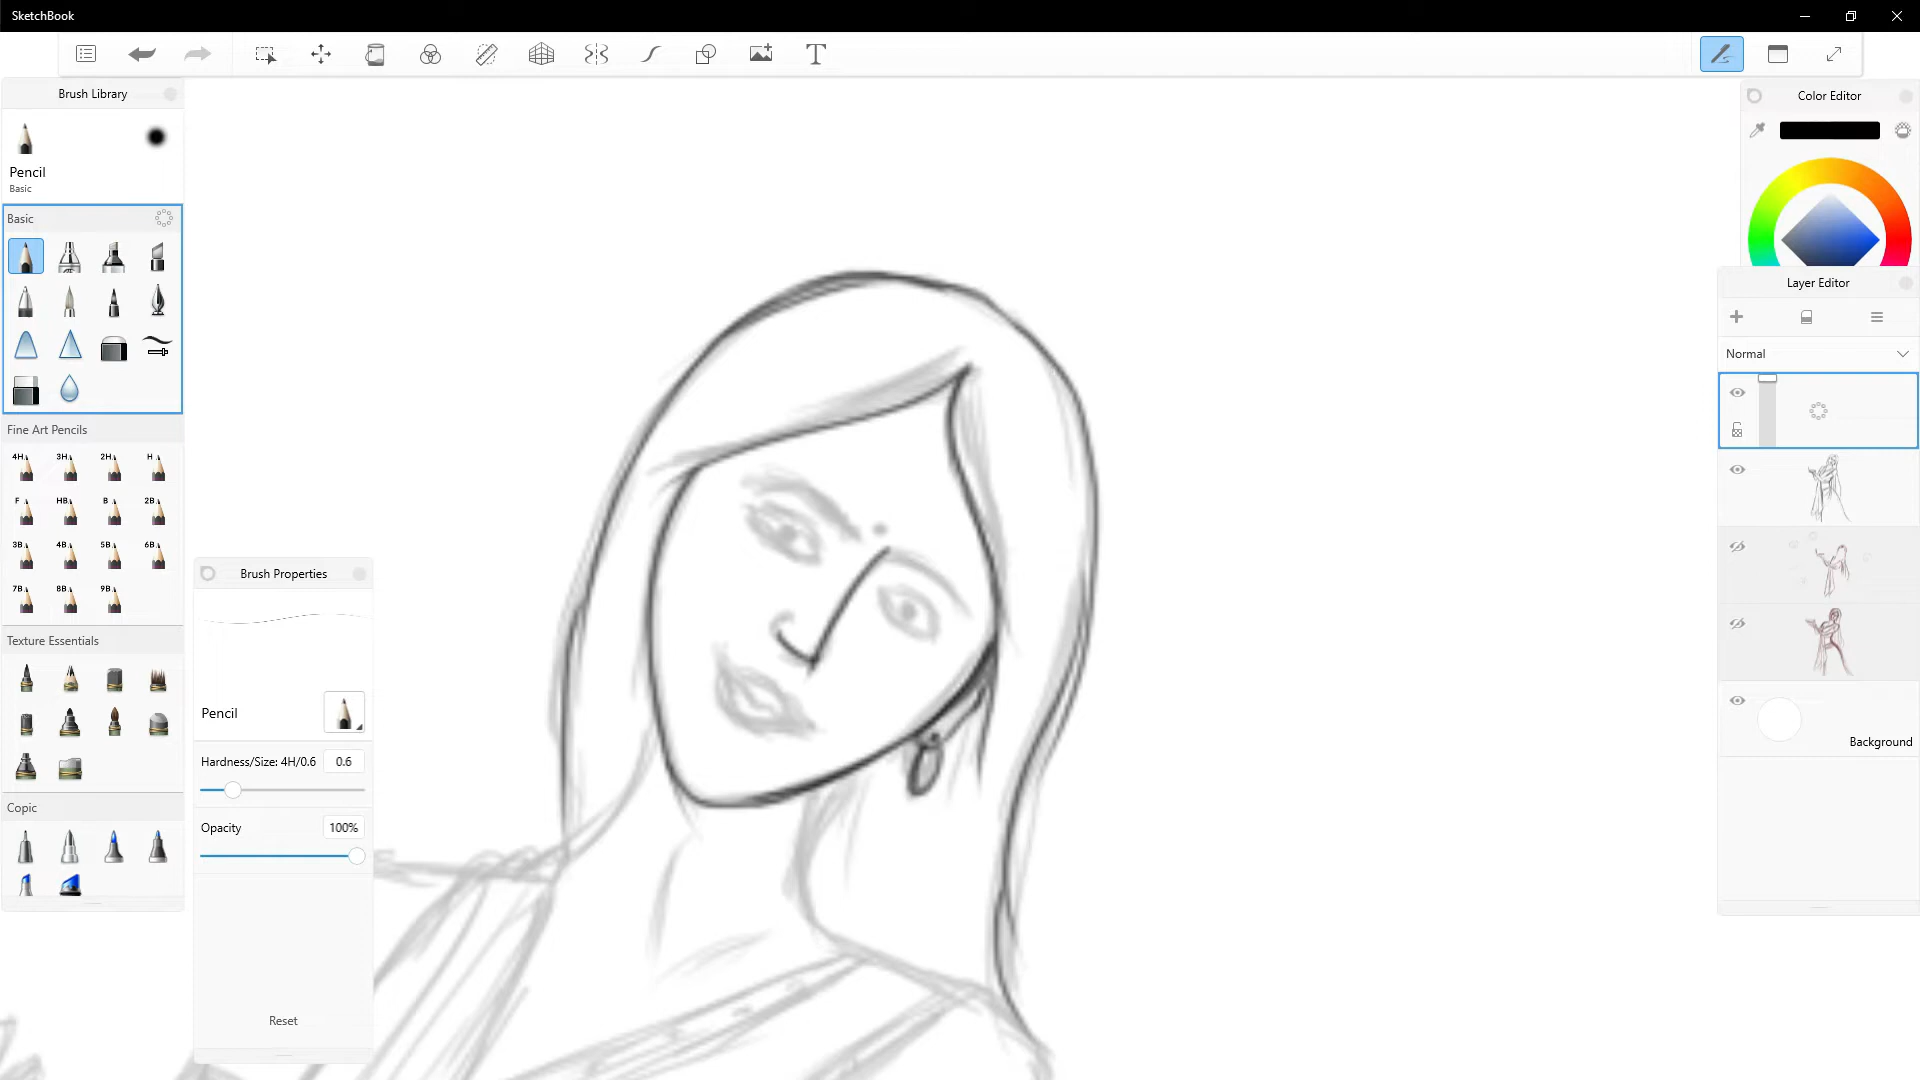 SketchBook
T
Brush Library
Pencil
Basic
Basic
Fine Art Pencils
4H
3H
2H
H
F
HB
B
2B
3B
4B
5B
6B
7B
8B
9B
Texture Essentials
Copic
Brush Properties
Pencil
Hardness/Size: 4H/0.6
0.6
Opacity
100%
Reset
Color Editor
Layer Editor
Normal
Background